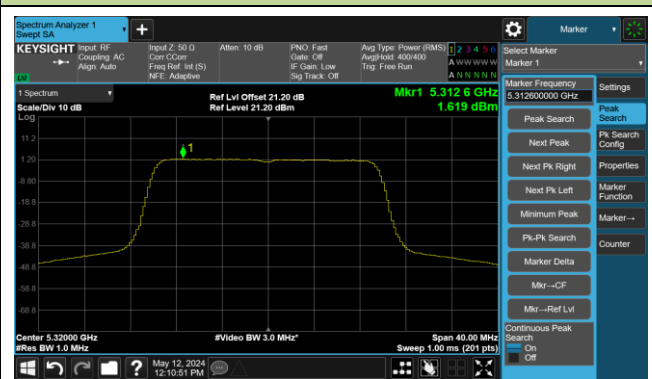 Spectrum Analyzer 1
Swept SA
+
Marker
KEYSIGHT
Input: RF
Coupling: AC
Align: Auto
Input Z: 50 Ω
Corr CCorr
Freq Ref: Int (S)
NFE: Adaptive
Atten: 10 dB
PNO: Fast
Gate: Off
IF Gain: Low
Sig Track: Off
Avg Type: Power (RMS)
Avg|Hold: 400/400
Trig: Free Run
1 2 3 4 5 6
A W W W W W
A N N N N N
Select Marker
Marker 1
1 Spectrum
Scale/Div 10 dB
Log
Ref Lvl Offset 21.20 dB
Ref Level 21.20 dBm
Mkr1 5.312 6 GHz
1.619 dBm
11.2
1.20
-8.80
-18.8
-28.8
-38.8
-48.8
-58.8
-68.8
1
Center 5.32000 GHz
#Res BW 1.0 MHz
#Video BW 3.0 MHz*
Span 40.00 MHz
Sweep 1.00 ms (201 pts)
Marker Frequency
5.312600000 GHz
Peak Search
Next Peak
Next Pk Right
Next Pk Left
Minimum Peak
Pk-Pk Search
Marker Delta
Mkr→CF
Mkr→Ref Lvl
Continuous Peak
Search
On
Off
Settings
Peak
Search
Pk Search
Config
Properties
Marker
Function
Marker→
Counter
?
May 12, 2024
12:10:51 PM